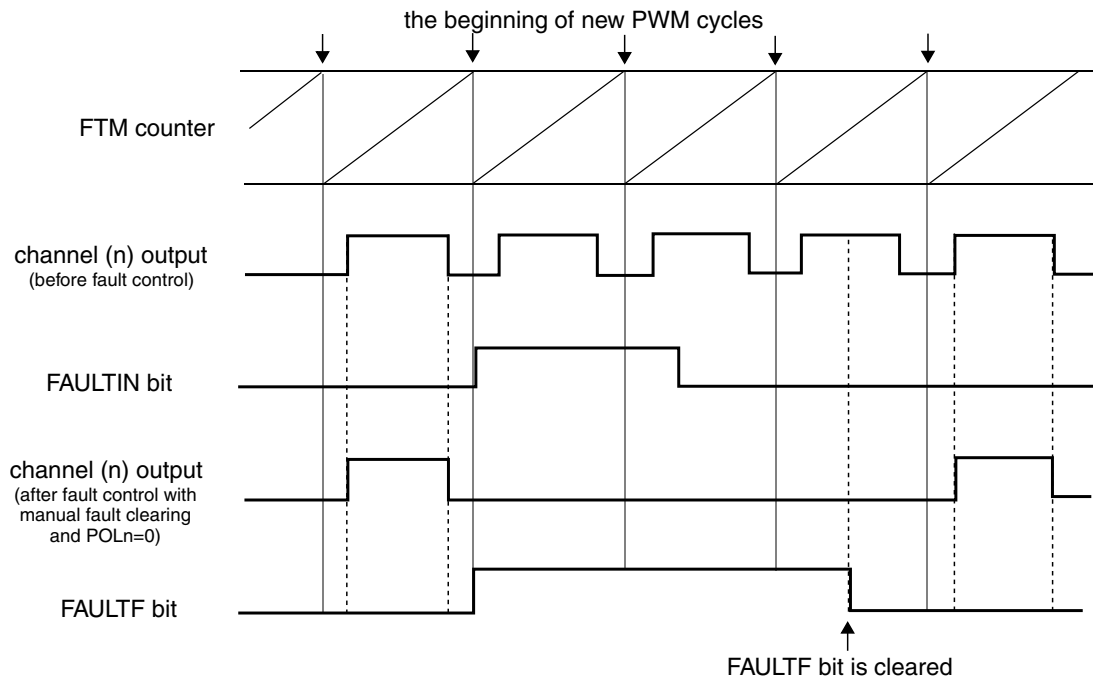 the beginning of new PWM cycles
FTM counter
channel (n) output
(before fault control)
FAULTIN bit
channel (n) output
(after fault control with
manual fault clearing
and POLn=0)
FAULTF bit
FAULTF bit is cleared